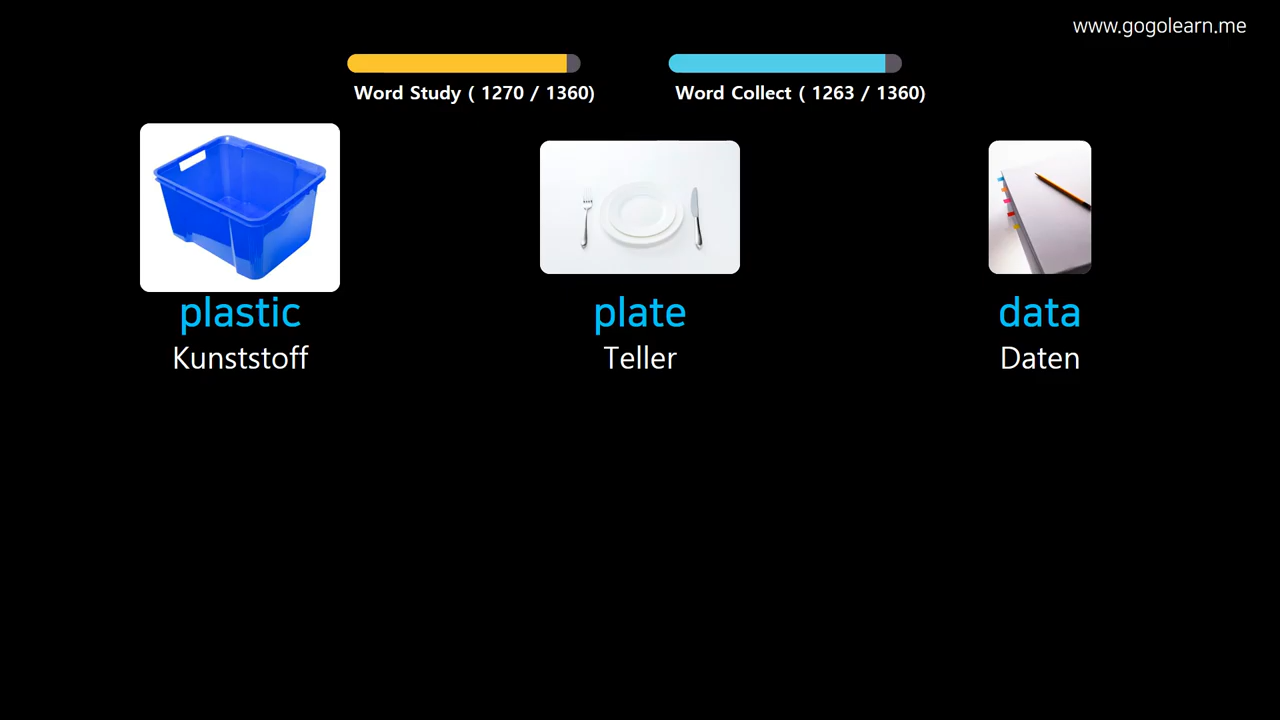 www.gogolearn.me
Word Study ( 1270 / 1360)
Word Collect ( 1263 / 1360)
plastic
plate
data
Kunststoff
Teller
Daten